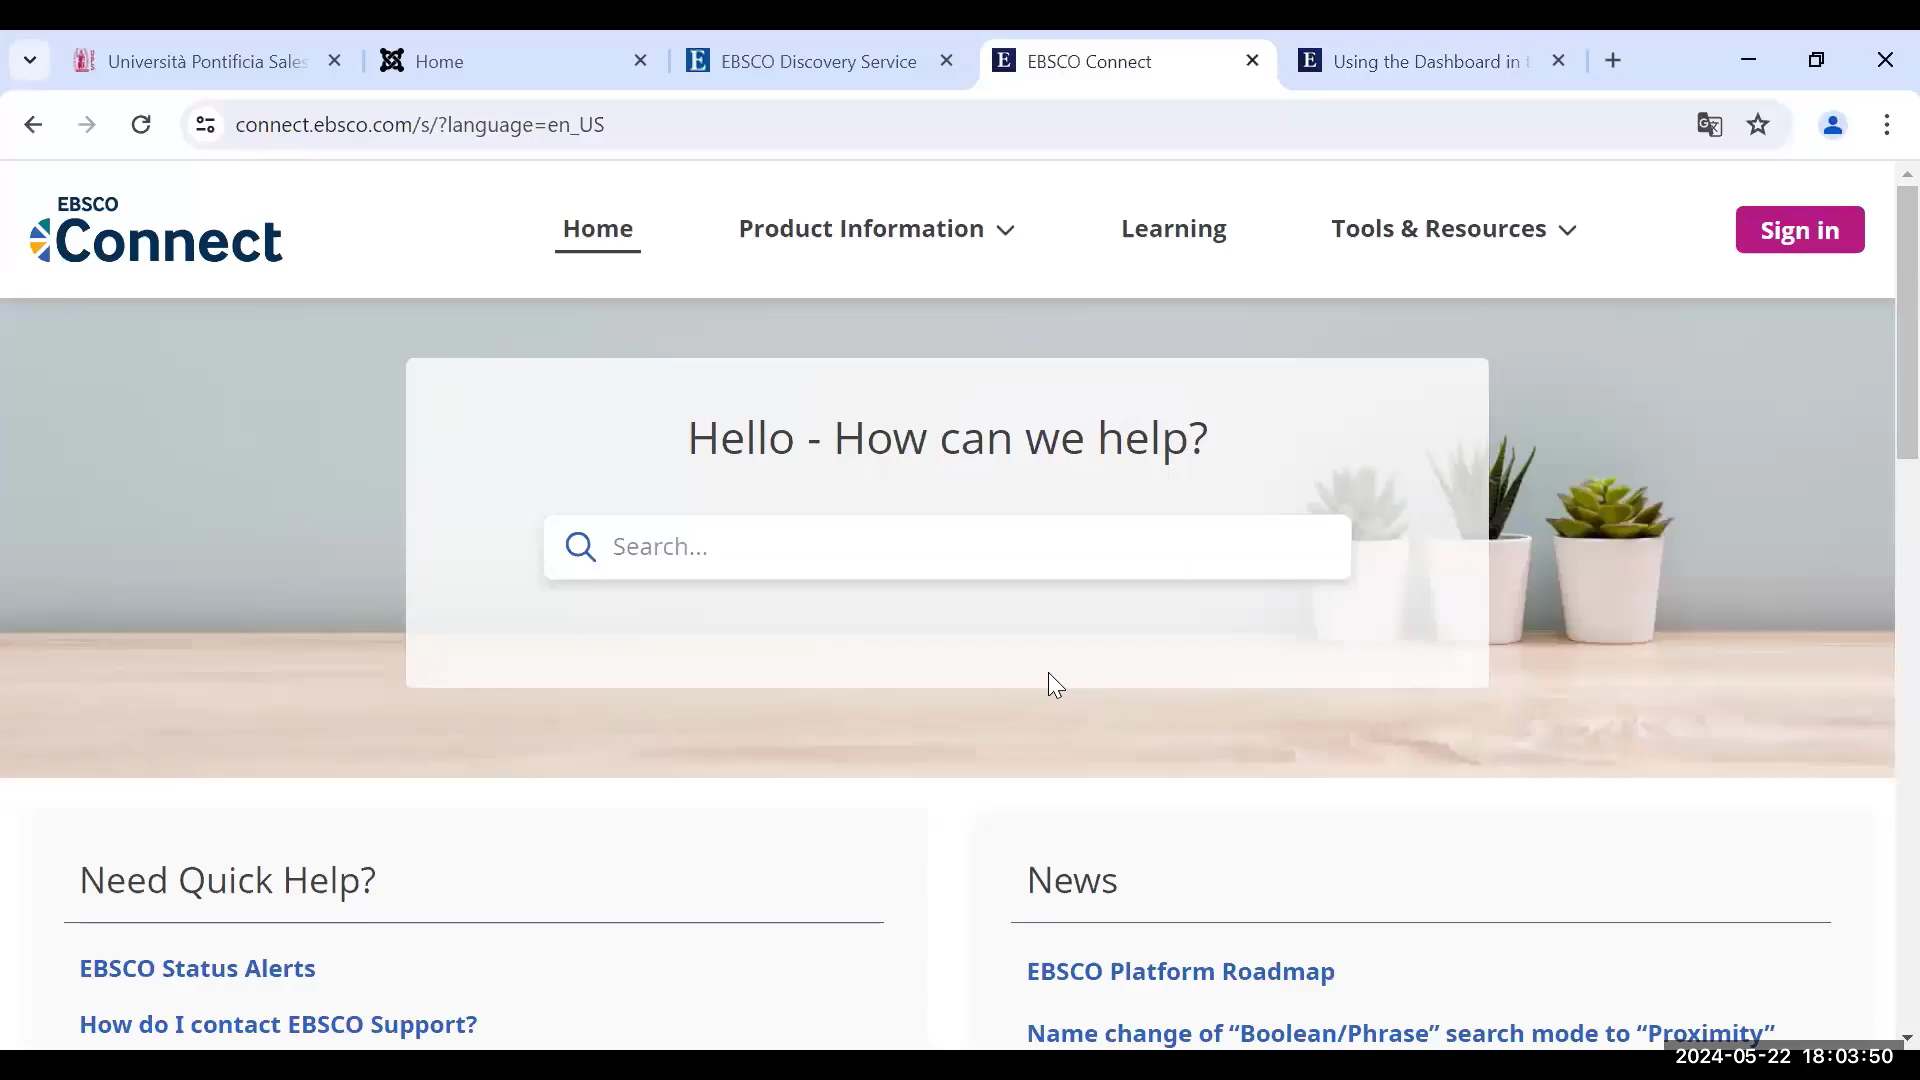 Università Pontificia Sales
Home
EBSCO Discovery Service
EBSCO Connect
Using the Dashboard in
connect.ebsco.com/s/?language=en_US
EBSCO
Connect
Home
Product Information
Learning
Tools & Resources
Sign in
Hello - How can we help?
Search...
Need Quick Help?
EBSCO Status Alerts
How do I contact EBSCO Support?
News
EBSCO Platform Roadmap
Name change of “Boolean/Phrase” search mode to “Proximity”
2024-05-22 18:03:50